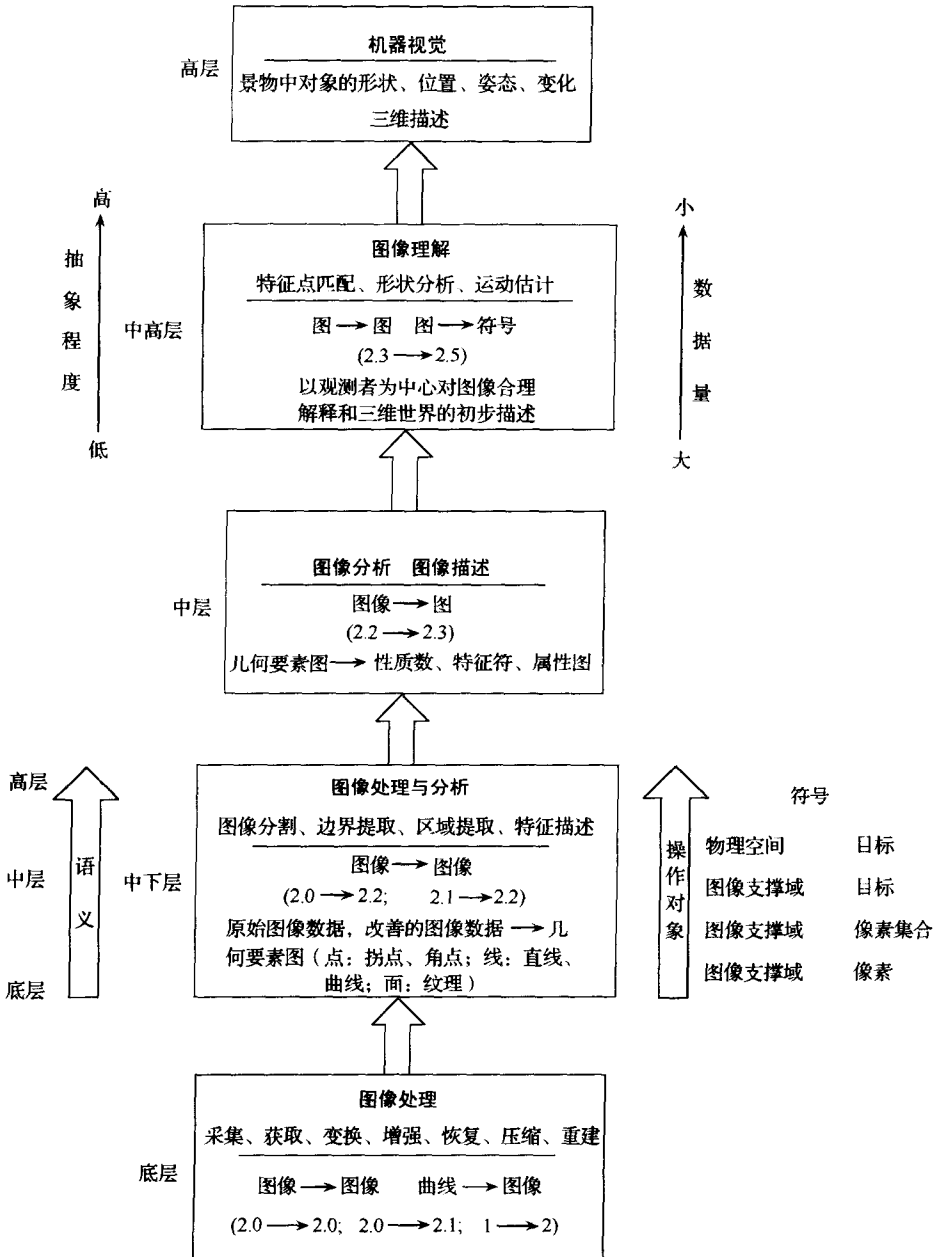 机器视觉
高层
景物中对象的形状、位置、姿态、变化
三维描述
高
抽象程度
低
中高层
图像理解
特征点匹配、形状分析、运动估计
图→图 图→符号
(2.3→2.5)
以观测者为中心对图像合理
解释和三维世界的初步描述
小
数据量
大
中层
图像分析 图像描述
图像→图
(2.2→2.3)
几何要素图→性质数、特征符、属性图
高层
中层
底层
语义
中下层
图像处理与分析
图像分割、边界提取、区域提取、特征描述
图像→图像
(2.0→2.2; 2.1→2.2)
原始图像数据，改善的图像数据→几
何要素图（点：拐点、角点；线：直线、
曲线；面：纹理）
操作对象
符号
物理空间 目标
图像支撑域 目标
图像支撑域 像素集合
图像支撑域 像素
底层
图像处理
采集、获取、变换、增强、恢复、压缩、重建
图像→图像 曲线→图像
(2.0→2.0; 2.0→2.1; 1→2)